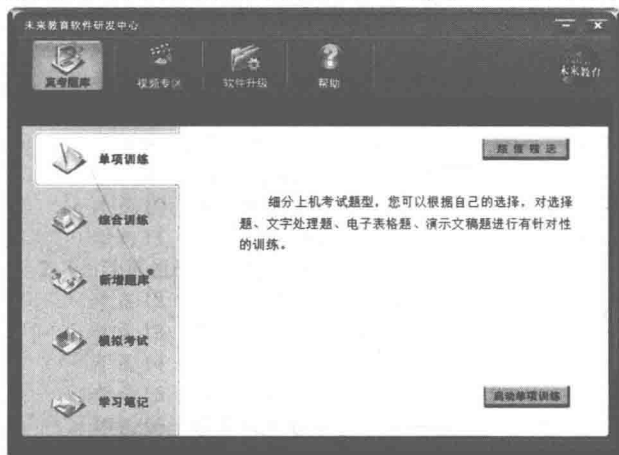 未来教育软件研发中心
真考题库
视频专区
软件升级
帮助
未来教育
单项训练
超值赠送
细分上机考试题型，您可以根据自己的选择，对选择
题、文字处理题、电子表格题、演示文稿题进行有针对性
的训练。
综合训练
新增题库
模拟考试
学习笔记
启动单项训练